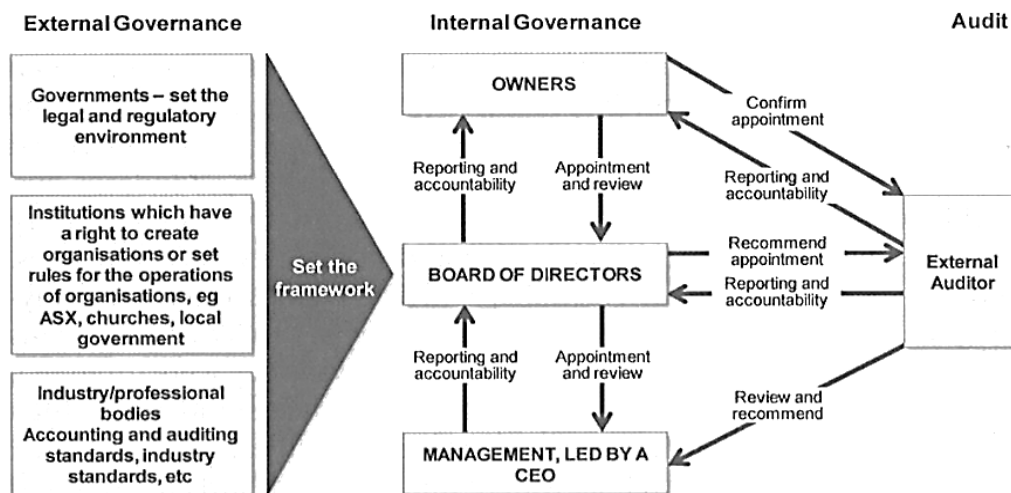 External Governance
Internal Governance
Audit
Governments – set the
legal and regulatory
environment
Institutions which have
a right to create
organisations or set
rules for the operations
of organisations, eg
ASX, churches, local
government
Industry/professional
bodies
Accounting and auditing
standards, industry
standards, etc
Set the
framework
OWNERS
Reporting and
accountability
Appointment
and review
BOARD OF DIRECTORS
Reporting and
accountability
Appointment
and review
MANAGEMENT, LED BY A
CEO
Confirm
appointment
Reporting and
accountability
Recommend
appointment
Reporting and
accountability
Review and
recommend
External
Auditor